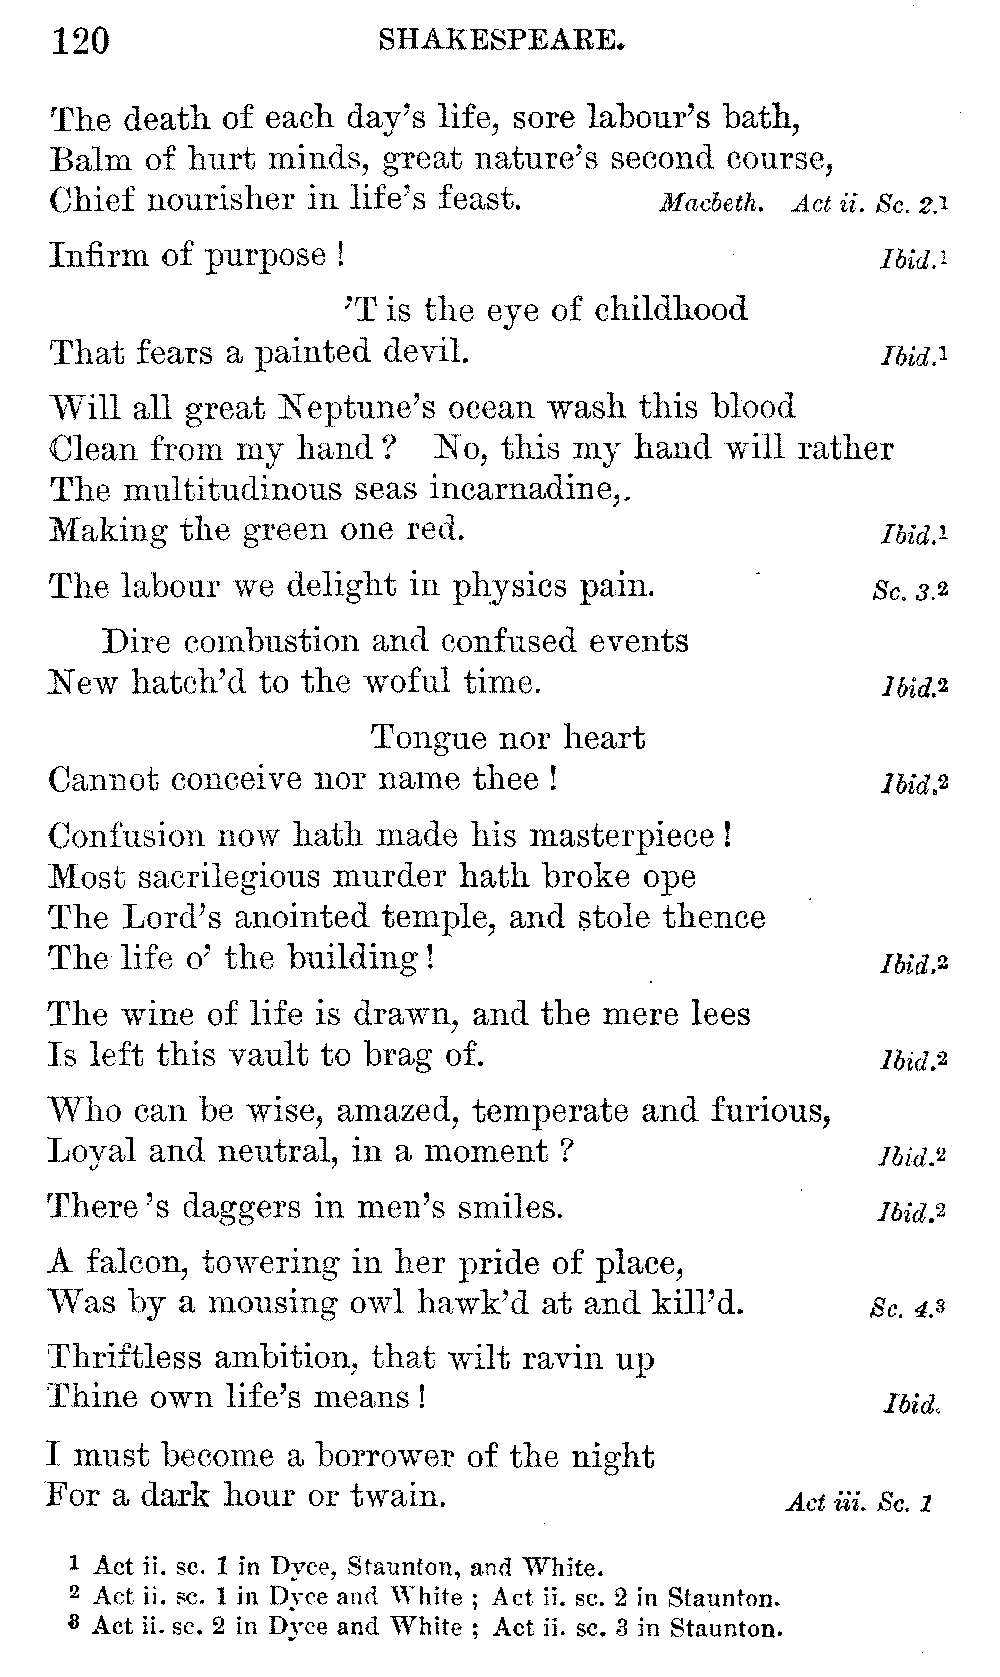 120 SHAKESPEARE.
The death of each day's life, sore labour's bath,
Balm of hurt minds, great nature's second course,
Chief nourisher in life's feast. Macbeth. Act ii. Sc. 2.¹
Infirm of purpose ! Ibid.¹
'T is the eye of childhood
That fears a painted devil. Ibid.¹
Will all great Neptune's ocean wash this blood
Clean from my hand ? No, this my hand will rather
The multitudinous seas incarnadine,.
Making the green one red. Ibid.¹
The labour we delight in physics pain. Sc. 3.²
Dire combustion and confused events
New hatch'd to the woful time. Ibid.²
Tongue nor heart
Cannot conceive nor name thee ! Ibid.²
Confusion now hath made his masterpiece !
Most sacrilegious murder hath broke ope
The Lord's anointed temple, and stole thence
The life o' the building ! Ibid.²
The wine of life is drawn, and the mere lees
Is left this vault to brag of. Ibid.²
Who can be wise, amazed, temperate and furious,
Loyal and neutral, in a moment ? Ibid.²
There 's daggers in men's smiles. Ibid.²
A falcon, towering in her pride of place,
Was by a mousing owl hawk'd at and kill'd. Sc. 4.³
Thriftless ambition, that wilt ravin up
Thine own life's means ! Ibid.
I must become a borrower of the night
For a dark hour or twain. Act iii. Sc. 1
1 Act ii. sc. 1 in Dyce, Staunton, and White.
2 Act ii. sc. 1 in Dyce and White ; Act ii. sc. 2 in Staunton.
3 Act ii. sc. 2 in Dyce and White ; Act ii. sc. 3 in Staunton.